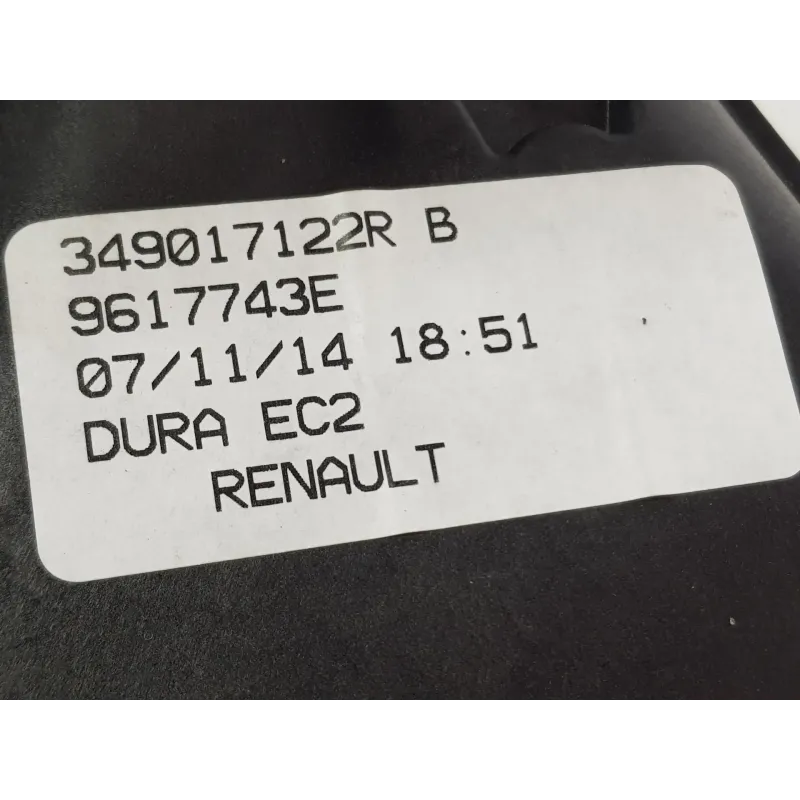 349017122R B
9617743E
07/11/14 18:51
DURA EC2
RENAULT